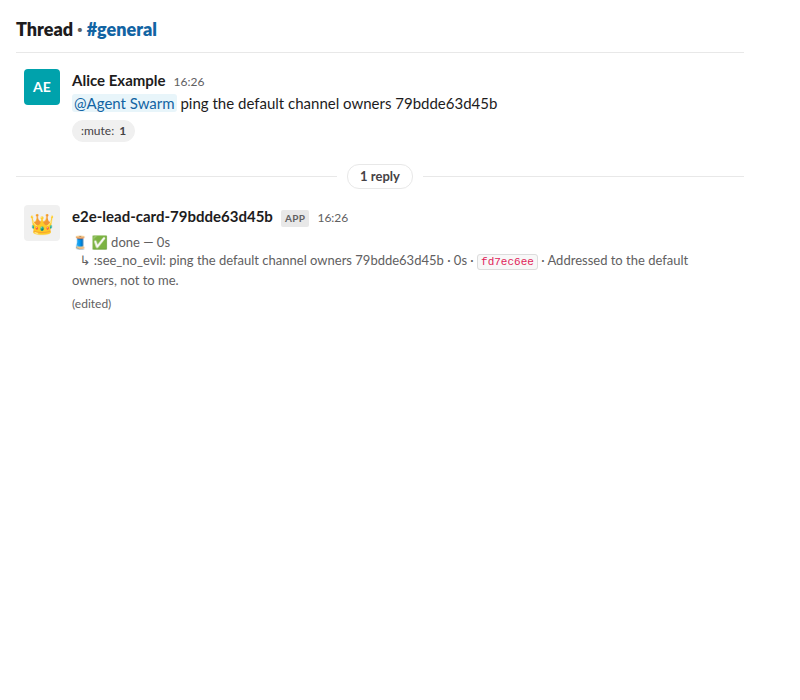 Thread • #general
AE
Alice Example 16:26
@Agent Swarm ping the default channel owners 79bdde63d45b
:mute: 1
1 reply
e2e-lead-card-79bdde63d45b APP 16:26
🧵 ✅ done — 0s
↳ :see_no_evil: ping the default channel owners 79bdde63d45b · 0s · fd7ec6ee · Addressed to the default
owners, not to me.
(edited)